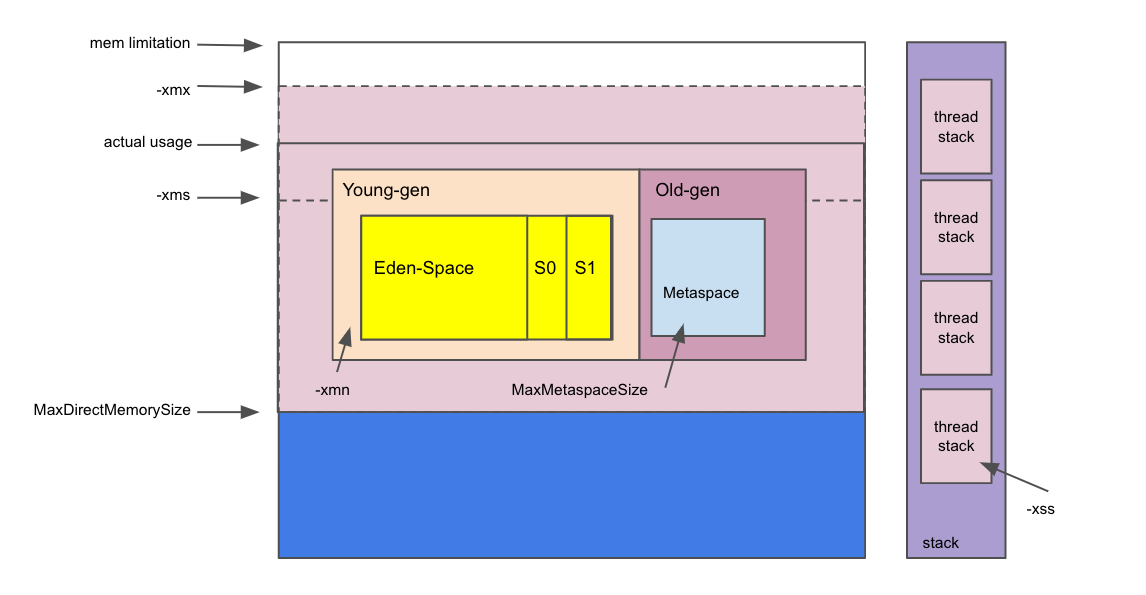 mem limitation
-xmx
actual usage
-xms
Young-gen
Old-gen
Eden-Space
S0
S1
Metaspace
-xmn
MaxMetaspaceSize
MaxDirectMemorySize
thread
stack
thread
stack
thread
stack
thread
stack
-xss
stack